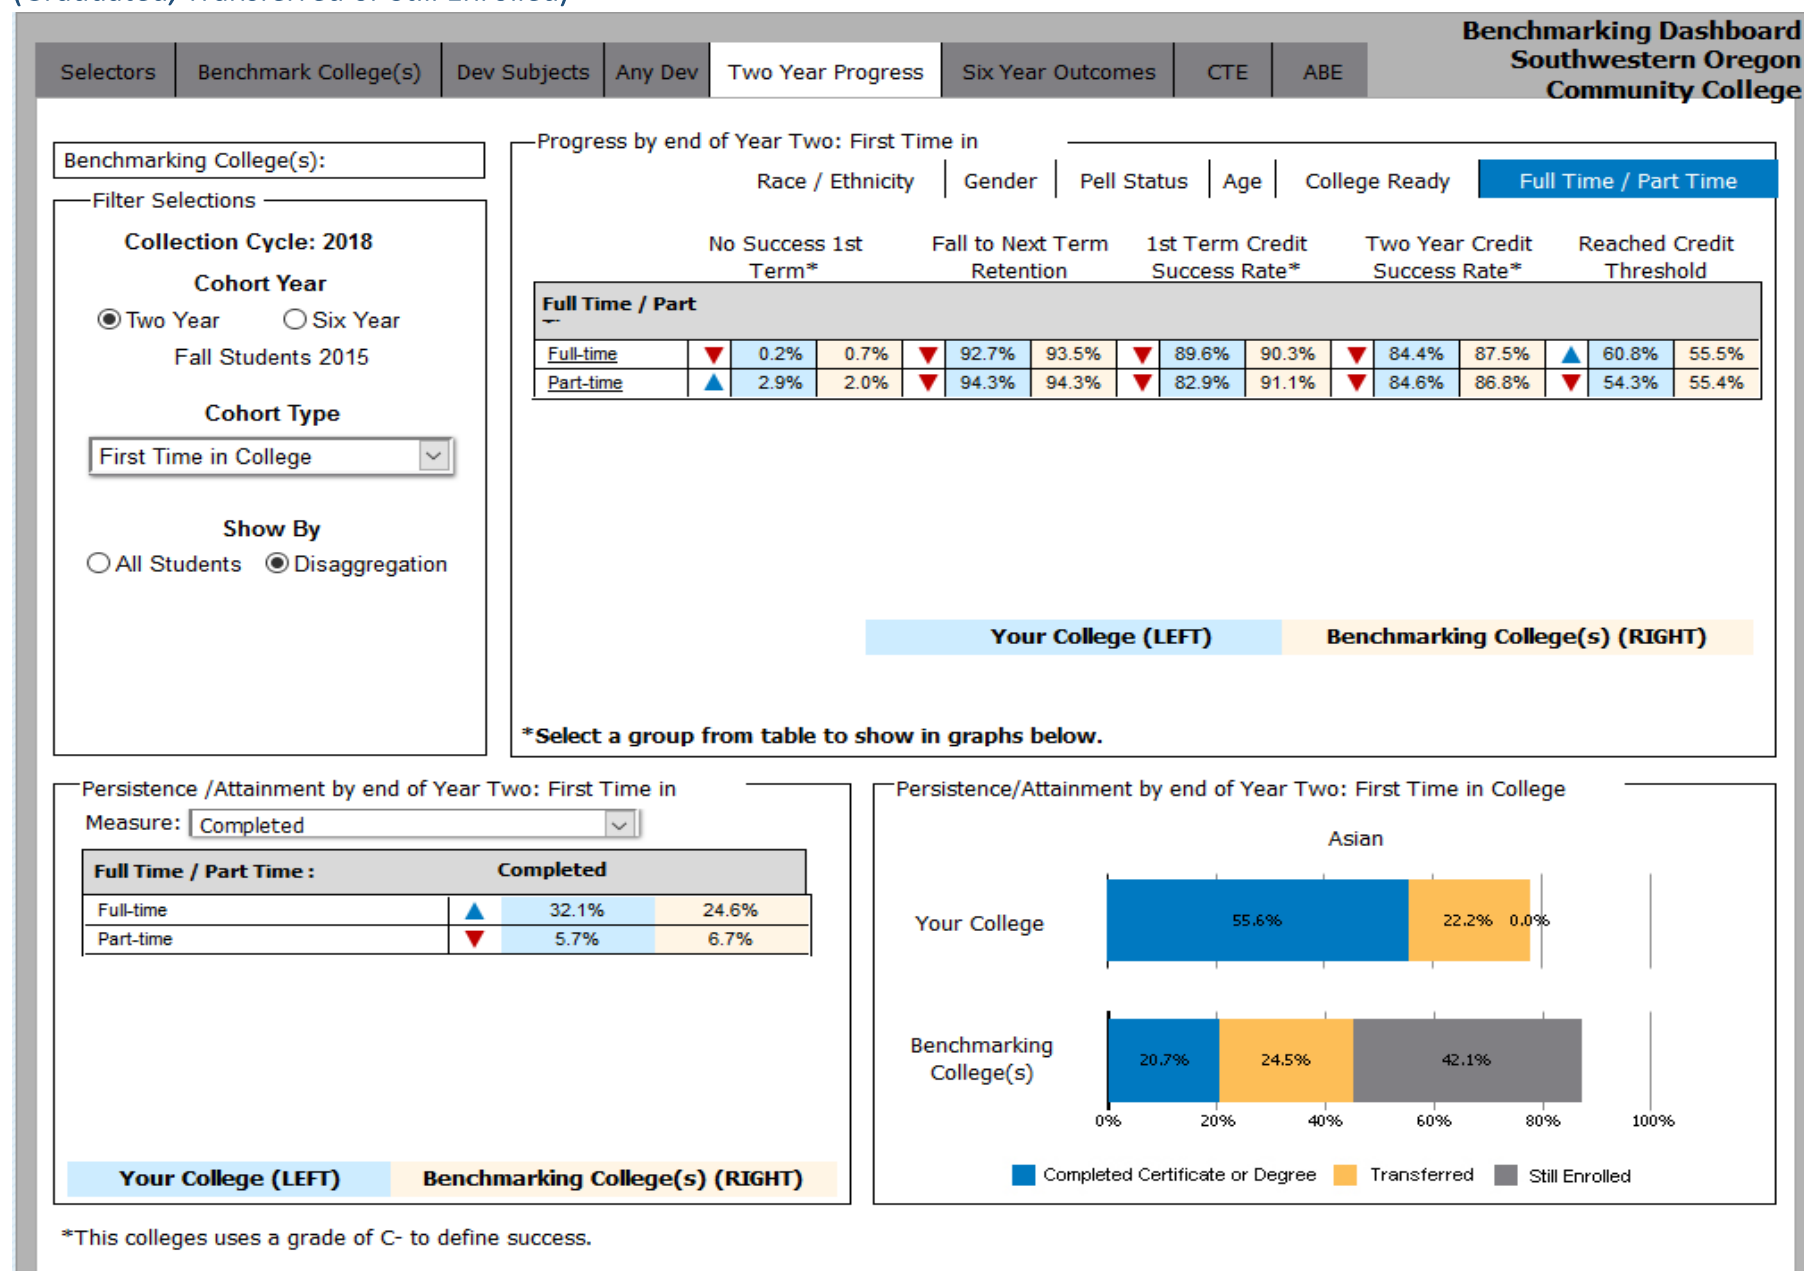 (Graduated, Transferred or Still Enrolled)
Benchmarking Dashboard
Southwestern Oregon
Community College
Selectors Benchmark College(s) Dev Subjects Any Dev Two Year Progress Six Year Outcomes CTE ABE
Benchmarking College(s):
Filter Selections
Collection Cycle: 2018
Cohort Year
Two Year Six Year
Fall Students 2015
Cohort Type
First Time in College
Show By
All Students Disaggregation
Progress by end of Year Two: First Time in
Race / Ethnicity Gender Pell Status Age College Ready Full Time / Part Time
No Success 1st Term* Fall to Next Term Retention 1st Term Credit Success Rate* Two Year Credit Success Rate* Reached Credit Threshold
Full Time / Part
Full-time 0.2% 0.7% 92.7% 93.5% 89.6% 90.3% 84.4% 87.5% 60.8% 55.5%
Part-time 2.9% 2.0% 94.3% 94.3% 82.9% 91.1% 84.6% 86.8% 54.3% 55.4%
Your College (LEFT) Benchmarking College(s) (RIGHT)
*Select a group from table to show in graphs below.
Persistence /Attainment by end of Year Two: First Time in
Measure: Completed
Full Time / Part Time : Completed
Full-time 32.1% 24.6%
Part-time 5.7% 6.7%
Your College (LEFT) Benchmarking College(s) (RIGHT)
Persistence/Attainment by end of Year Two: First Time in College
Asian
Your College 55.6% 22.2% 0.0%
Benchmarking College(s) 20.7% 24.5% 42.1%
0% 20% 40% 60% 80% 100%
Completed Certificate or Degree Transferred Still Enrolled
*This colleges uses a grade of C- to define success.